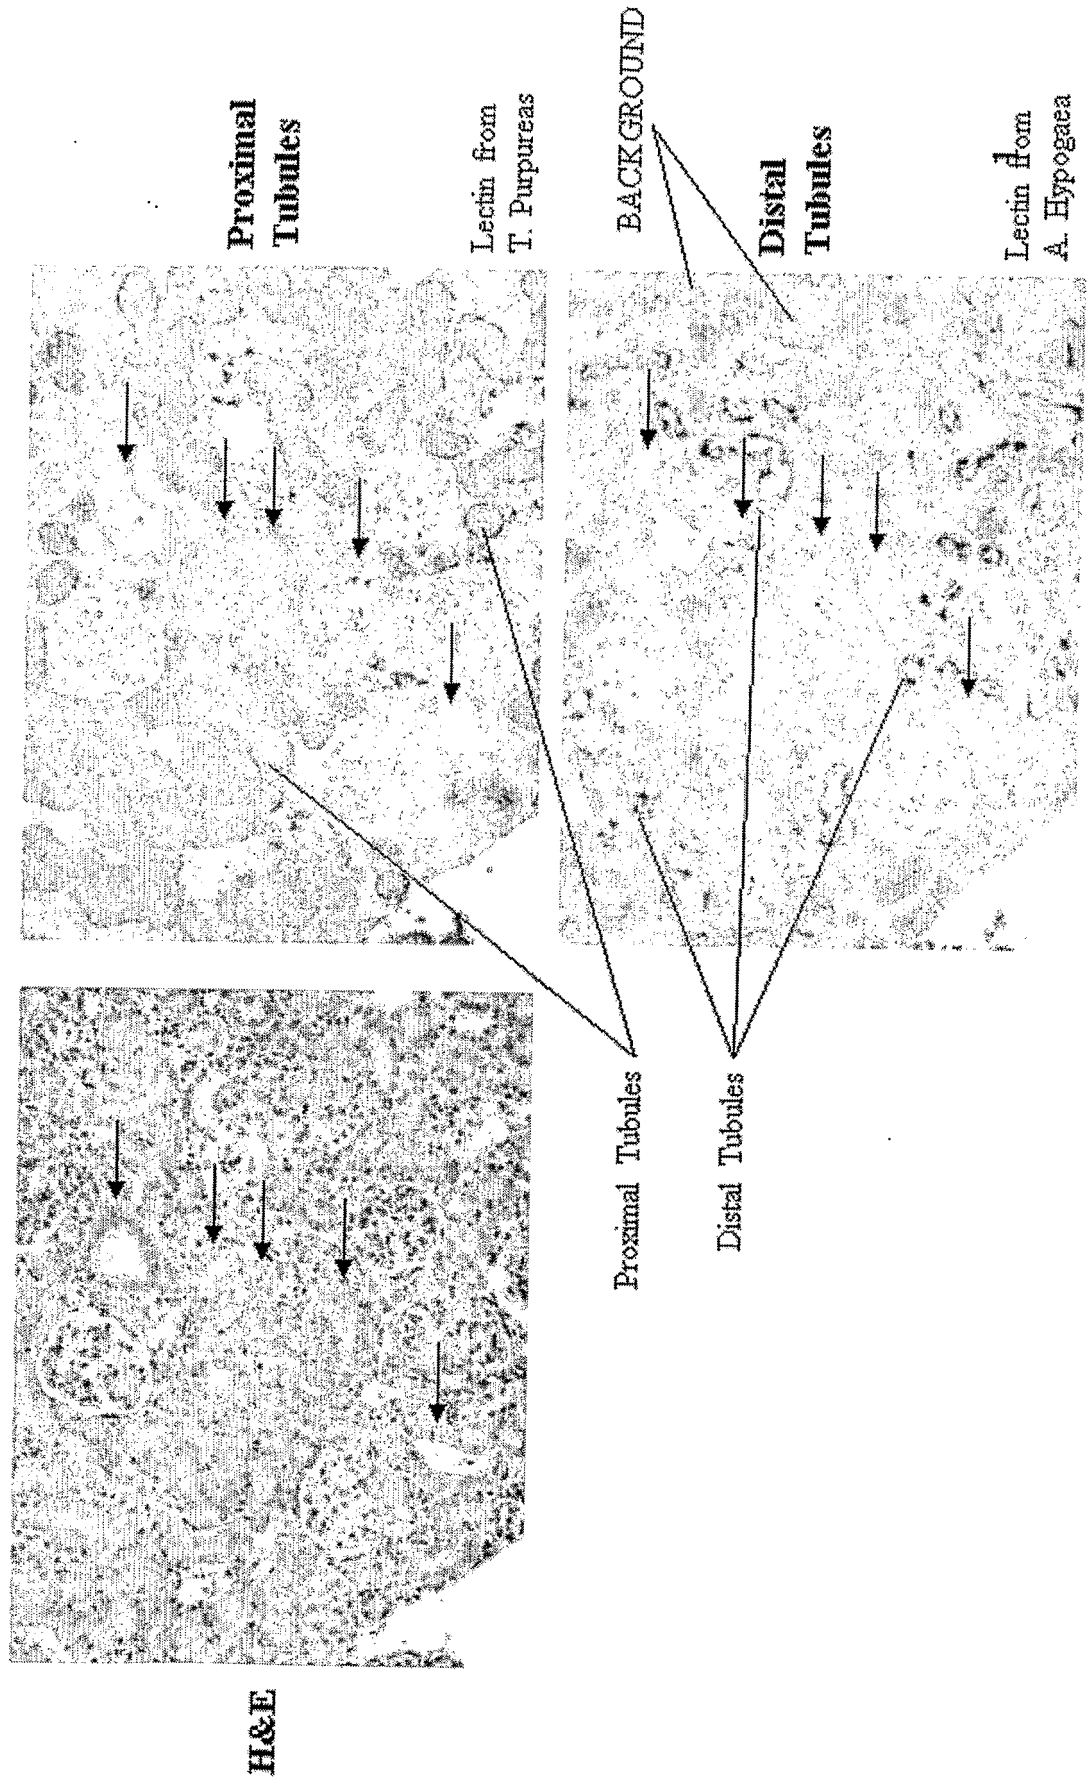 H&E
Proximal
Tubules
Lectin from
T. Purpureas
Proximal Tubules
Distal Tubules
BACKGROUND
Distal
Tubules
Lectin from
A. Hypogaea